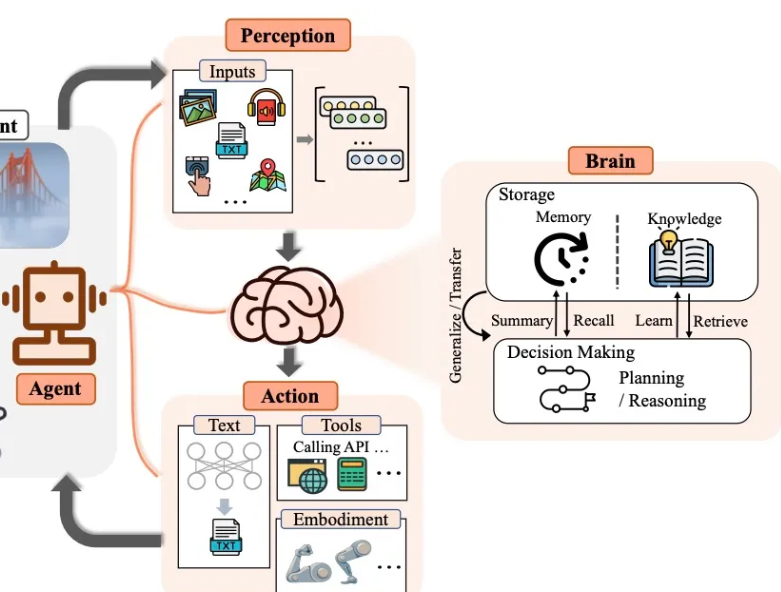 Perception
Inputs
TXT
...
nt
Agent
Brain
Storage
Memory
Knowledge
Generalize / Transfer
Summary
Recall
Learn
Retrieve
Decision Making
Planning
/ Reasoning
Action
Text
TXT
Tools
Calling API ...
Embodiment